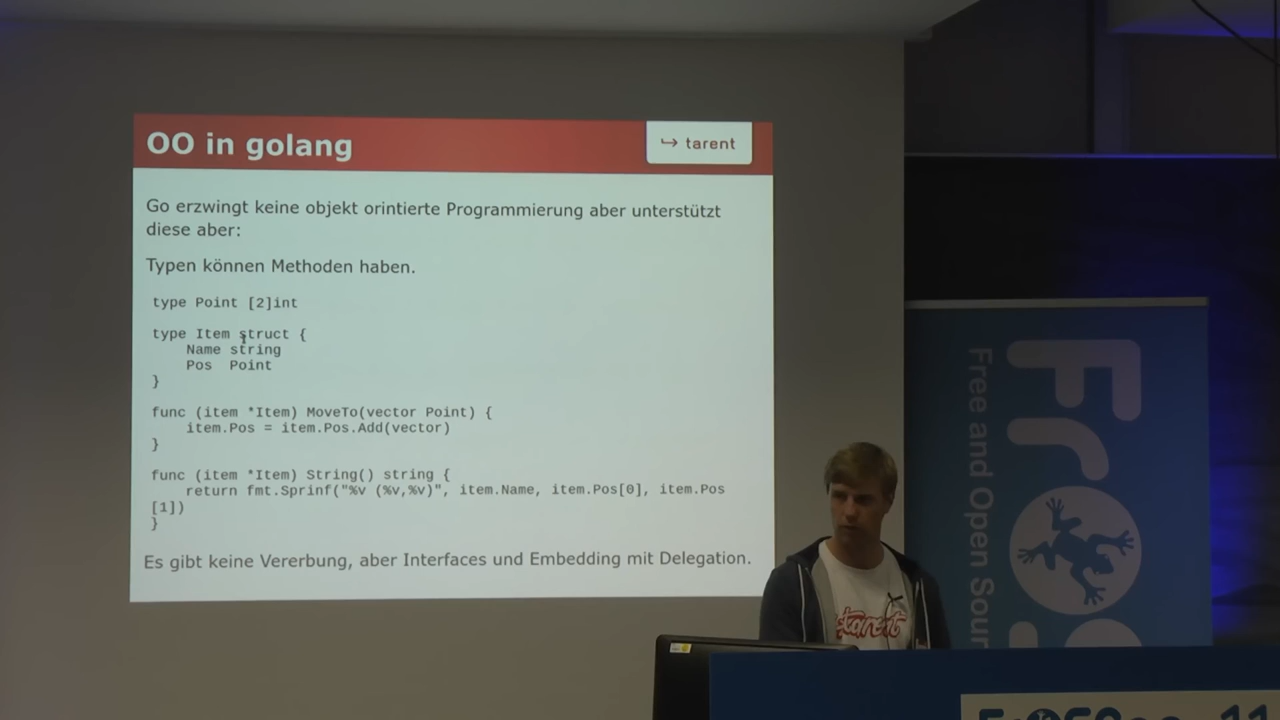 OO in golang
↪ tarent
Go erzwingt keine objekt orintierte Programmierung aber unterstützt
diese aber:
Typen können Methoden haben.
type Point [2]int
type Item struct {
    Name string
    Pos  Point
}
func (item *Item) MoveTo(vector Point) {
    item.Pos = item.Pos.Add(vector)
}
func (item *Item) String() string {
    return fmt.Sprinf("%v (%v,%v)", item.Name, item.Pos[0], item.Pos
[1])
}
Es gibt keine Vererbung, aber Interfaces und Embedding mit Delegation.
tarent
Free and Open Sour